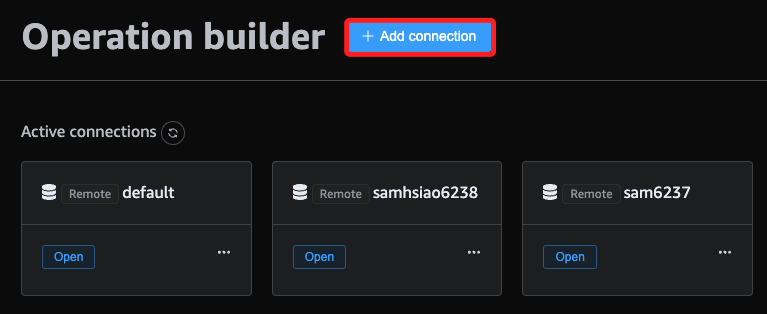 Operation builder
+ Add connection
Active connections
Remote default
Remote samhsiao6238
Remote sam6237
Open ...
Open ...
Open ...